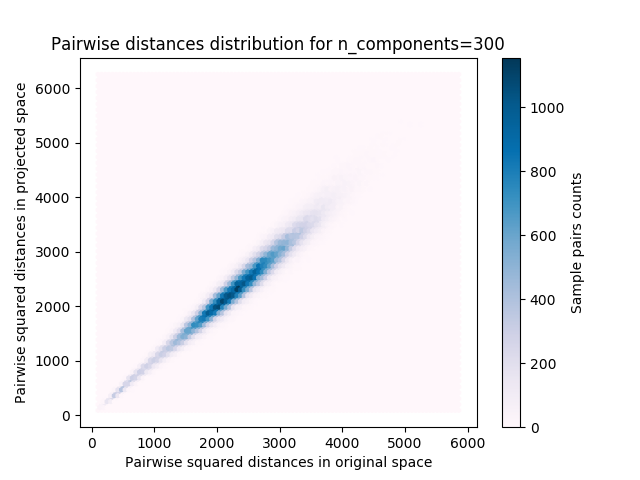 Pairwise distances distribution for n_components=300
Pairwise squared distances in projected space
6000
5000
4000
3000
2000
1000
0
0 1000 2000 3000 4000 5000 6000
Pairwise squared distances in original space
1000
800
600
400
200
0
Sample pairs counts